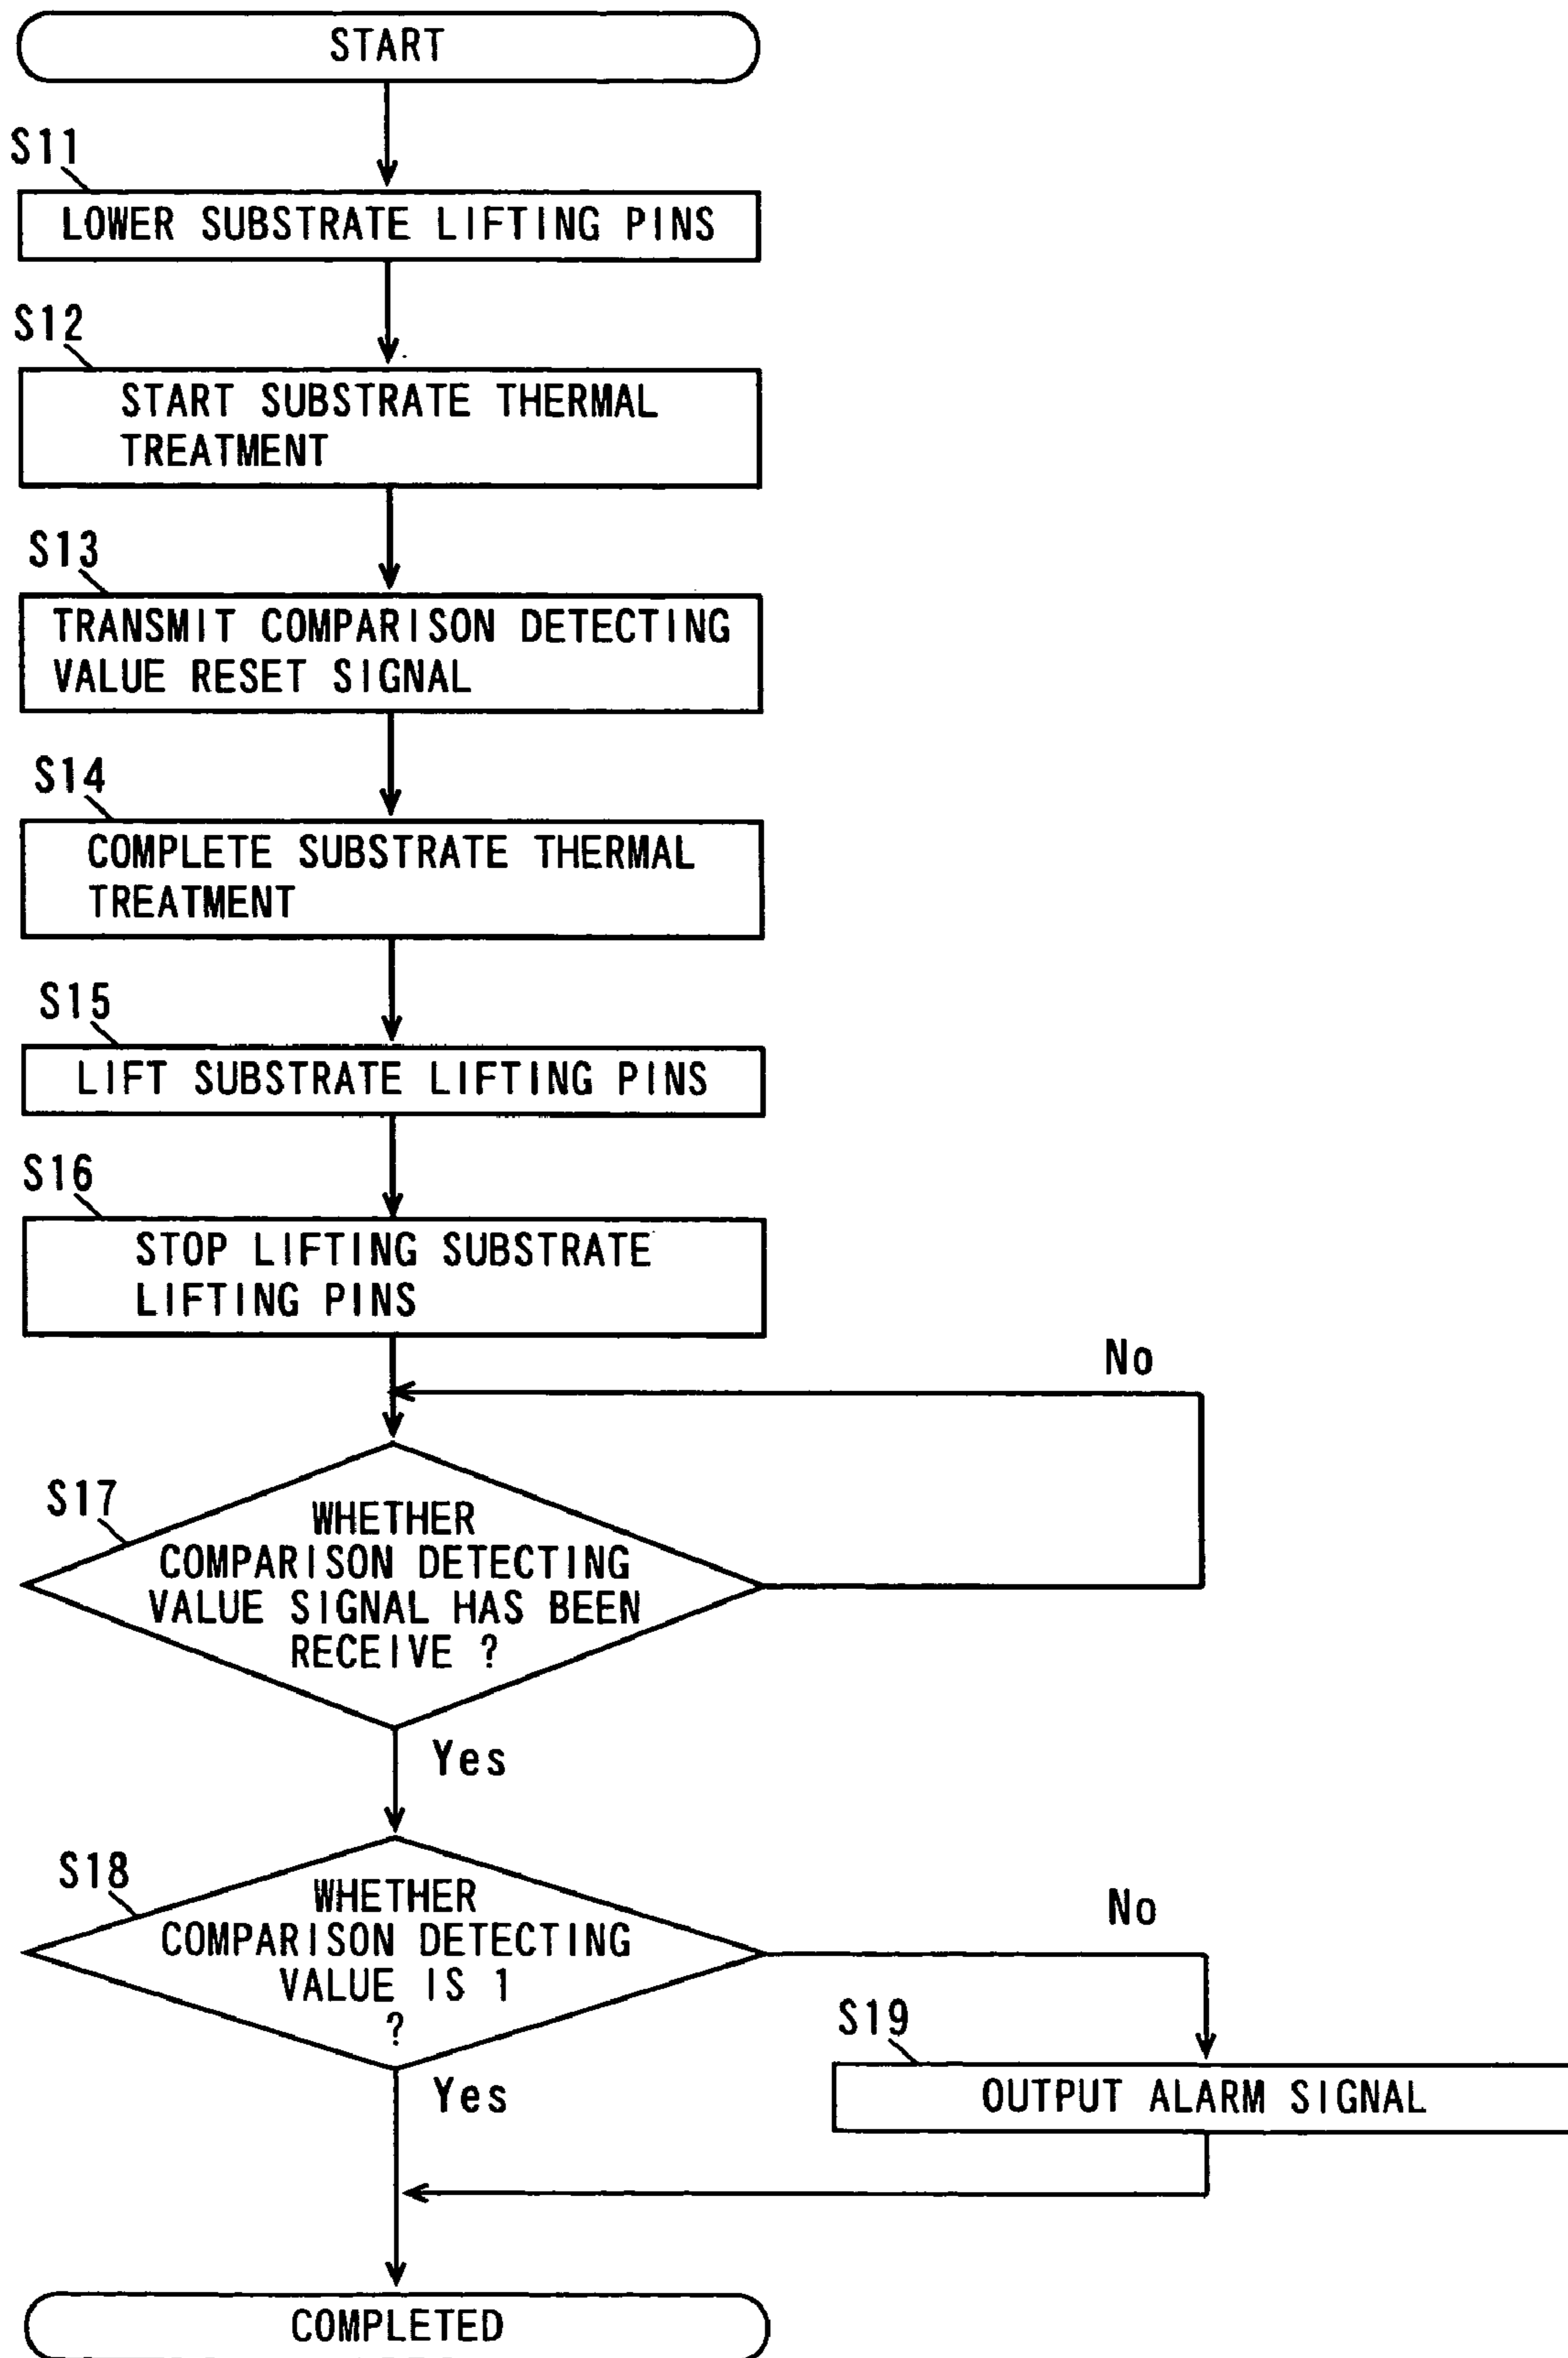 START
S11
LOWER SUBSTRATE LIFTING PINS
S12
START SUBSTRATE THERMAL
TREATMENT
S13
TRANSMIT COMPARISON DETECTING
VALUE RESET SIGNAL
S14
COMPLETE SUBSTRATE THERMAL
TREATMENT
S15
LIFT SUBSTRATE LIFTING PINS
S16
STOP LIFTING SUBSTRATE
LIFTING PINS
No
S17
WHETHER
COMPARISON DETECTING
VALUE SIGNAL HAS BEEN
RECEIVE ?
Yes
S18
WHETHER
COMPARISON DETECTING
VALUE IS 1
?
No
Yes
S19
OUTPUT ALARM SIGNAL
COMPLETED